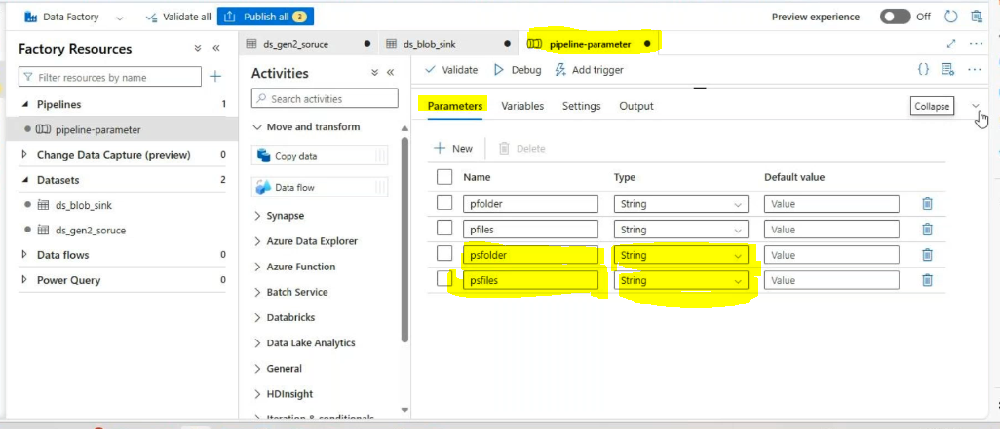 Data Factory Validate all Publish all 3 Preview experience Off
Factory Resources
Filter resources by name
Pipelines 1
pipeline-parameter
Change Data Capture (preview) 0
Datasets 2
ds_blob_sink
ds_gen2_soruce
Data flows 0
Power Query 0
ds_gen2_soruce ds_blob_sink pipeline-parameter
Activities
Search activities
Move and transform
Copy data
Data flow
Synapse
Azure Data Explorer
Azure Function
Batch Service
Databricks
Data Lake Analytics
General
HDInsight
Iteration & conditionals
Validate Debug Add trigger
Parameters Variables Settings Output Collapse
New Delete
Name Type Default value
pfolder String Value
pfiles String Value
psfolder String Value
psfiles String Value